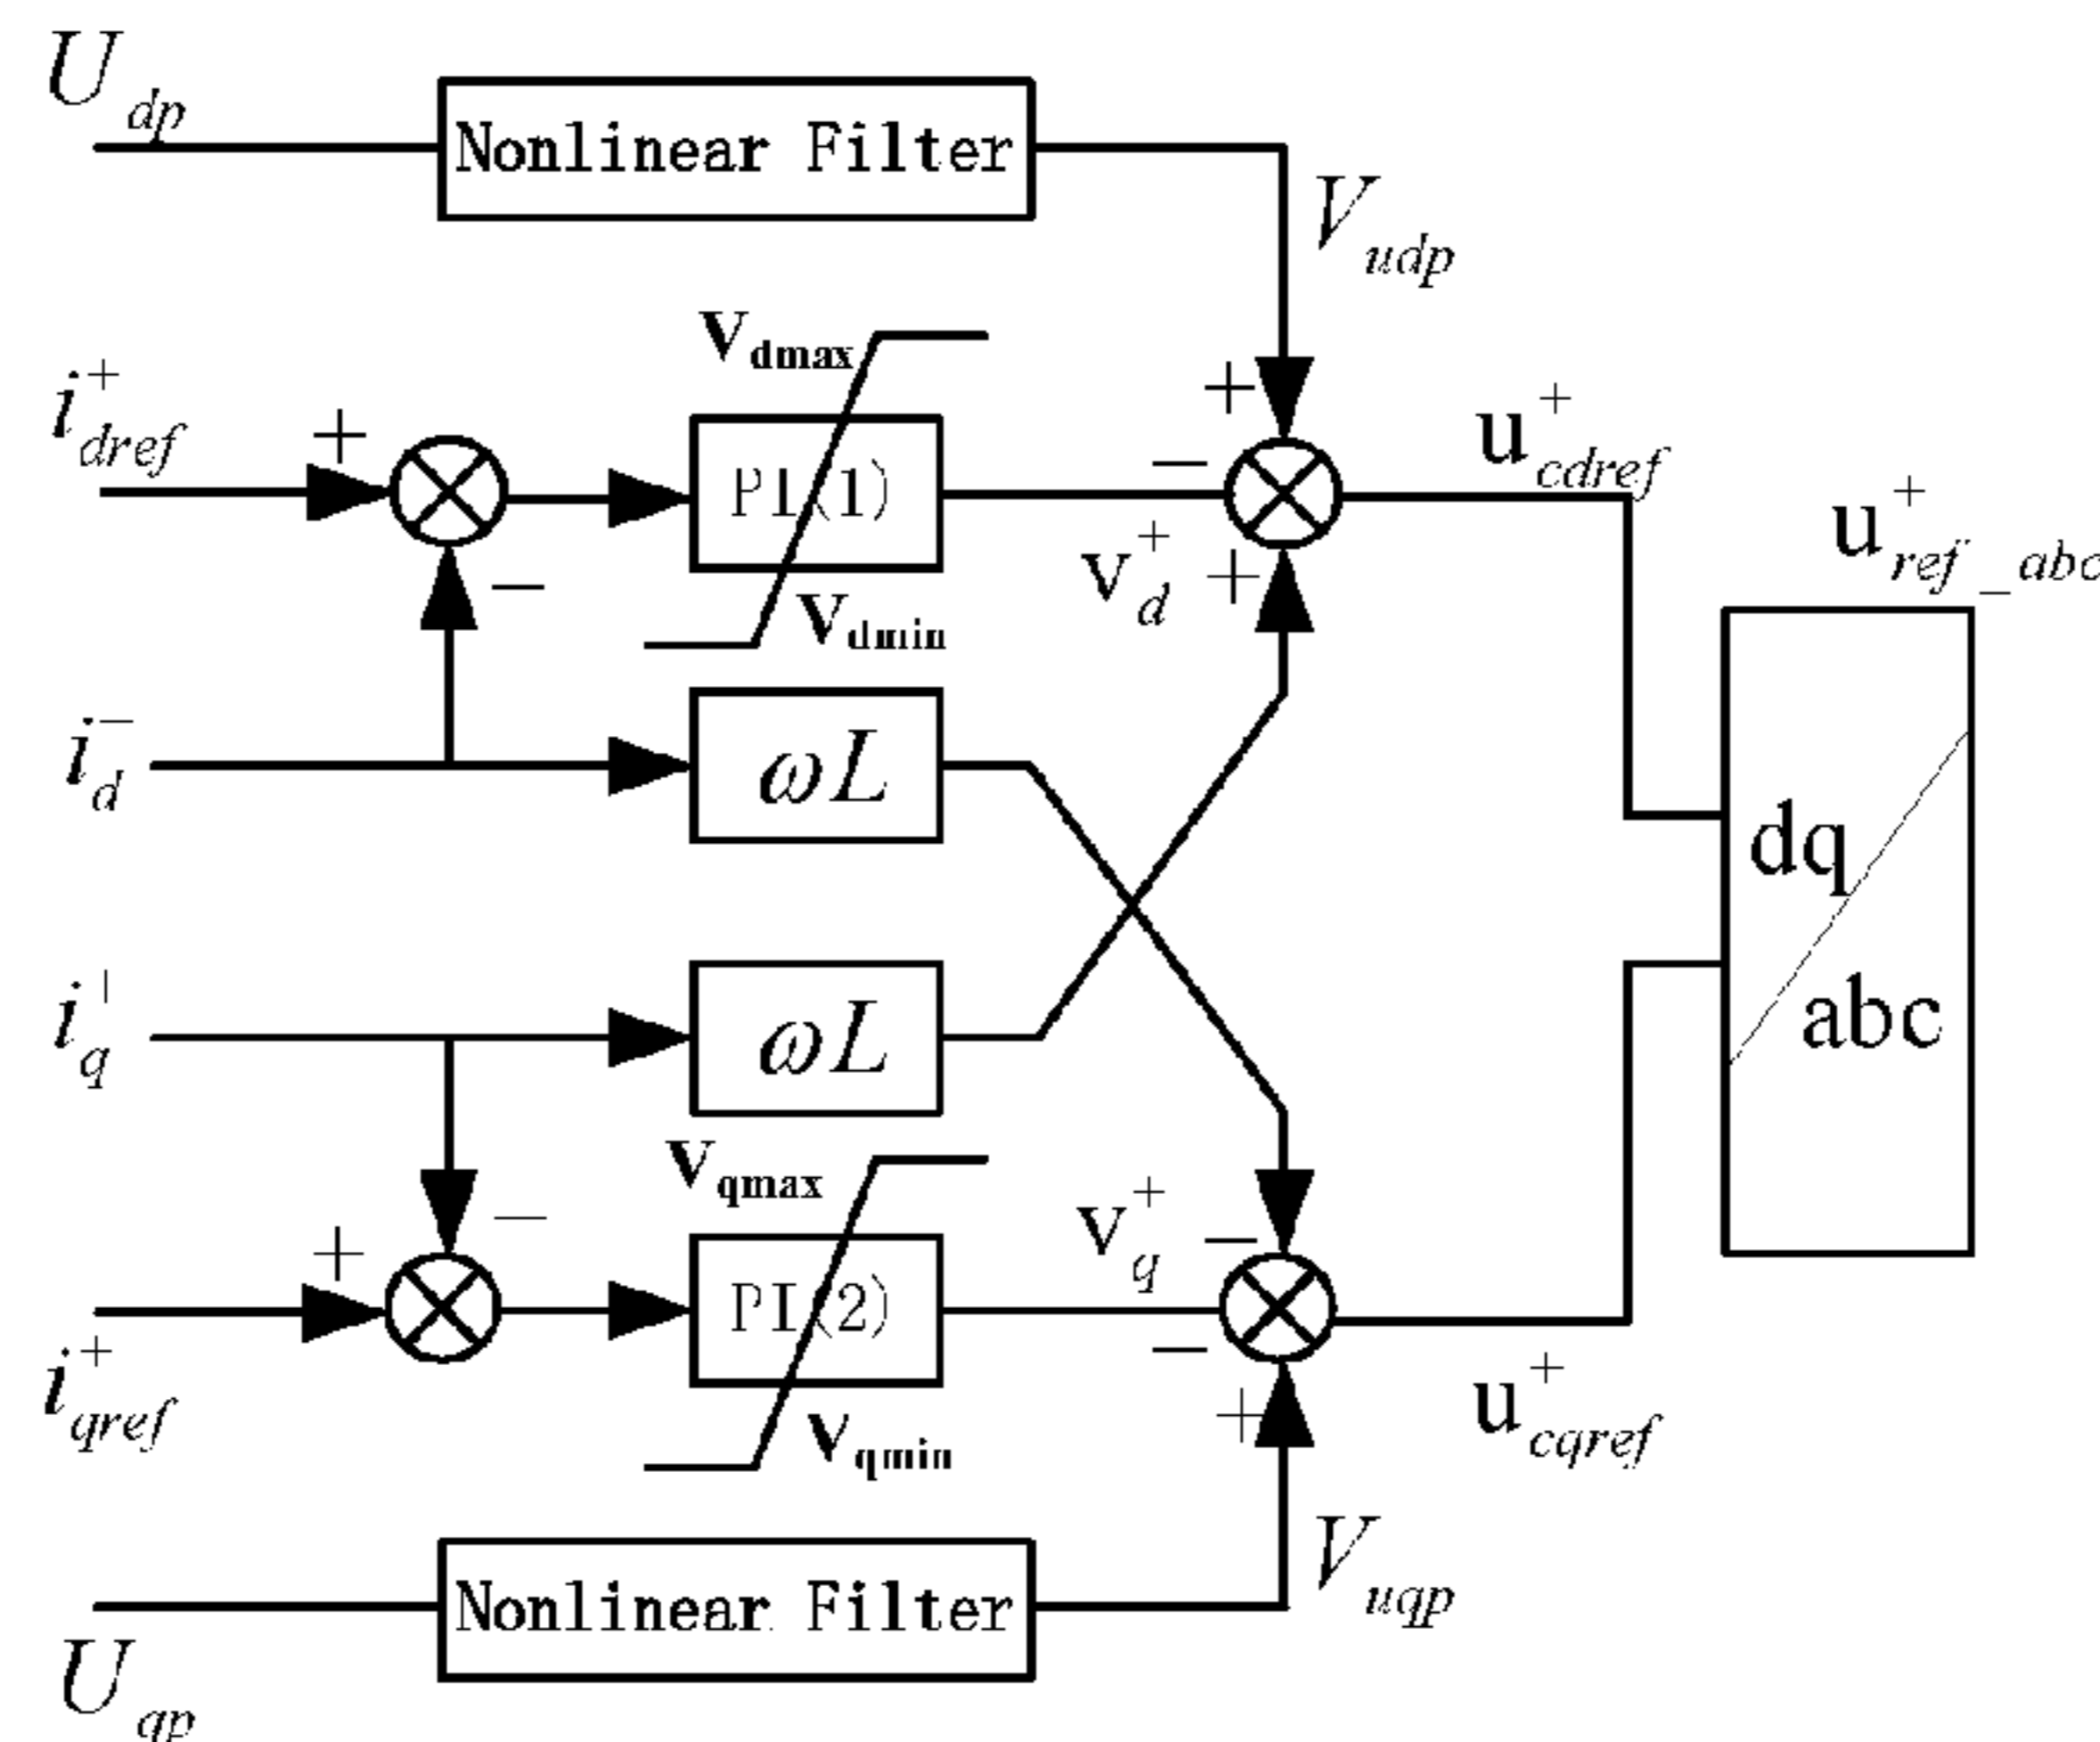 U_dp
Nonlinear Filter
V_udp
V_dmax
i^+_dref
+
+
u^+_cdref
PI(1)
−
u^+_ref_abc
v^+_d
+
−
V_dmin
i^−_d
ωL
dq
i^+_q
ωL
abc
V_qmax
v^+_q
−
−
+
PI(2)
−
i^+_qref
u^+_cqref
+
V_qmin
Nonlinear Filter
V_uqp
U_qp